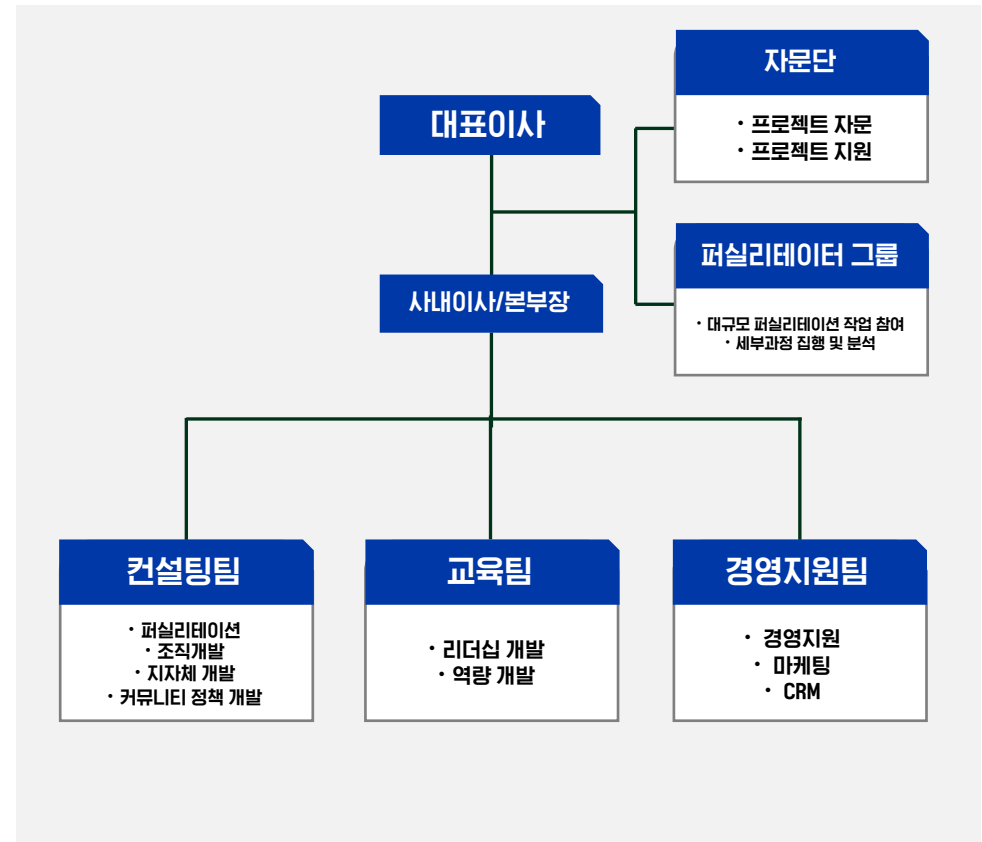 자문단
· 프로젝트 자문
· 프로젝트 지원
대표이사
퍼실리테이터 그룹
· 대규모 퍼실리테이션 작업 참여
· 세부과정 집행 및 분석
사내이사/본부장
컨설팅팀
· 퍼실리테이션
· 조직개발
· 지자체 개발
· 커뮤니티 정책 개발
교육팀
· 리더십 개발
· 역량 개발
경영지원팀
· 경영지원
· 마케팅
· CRM